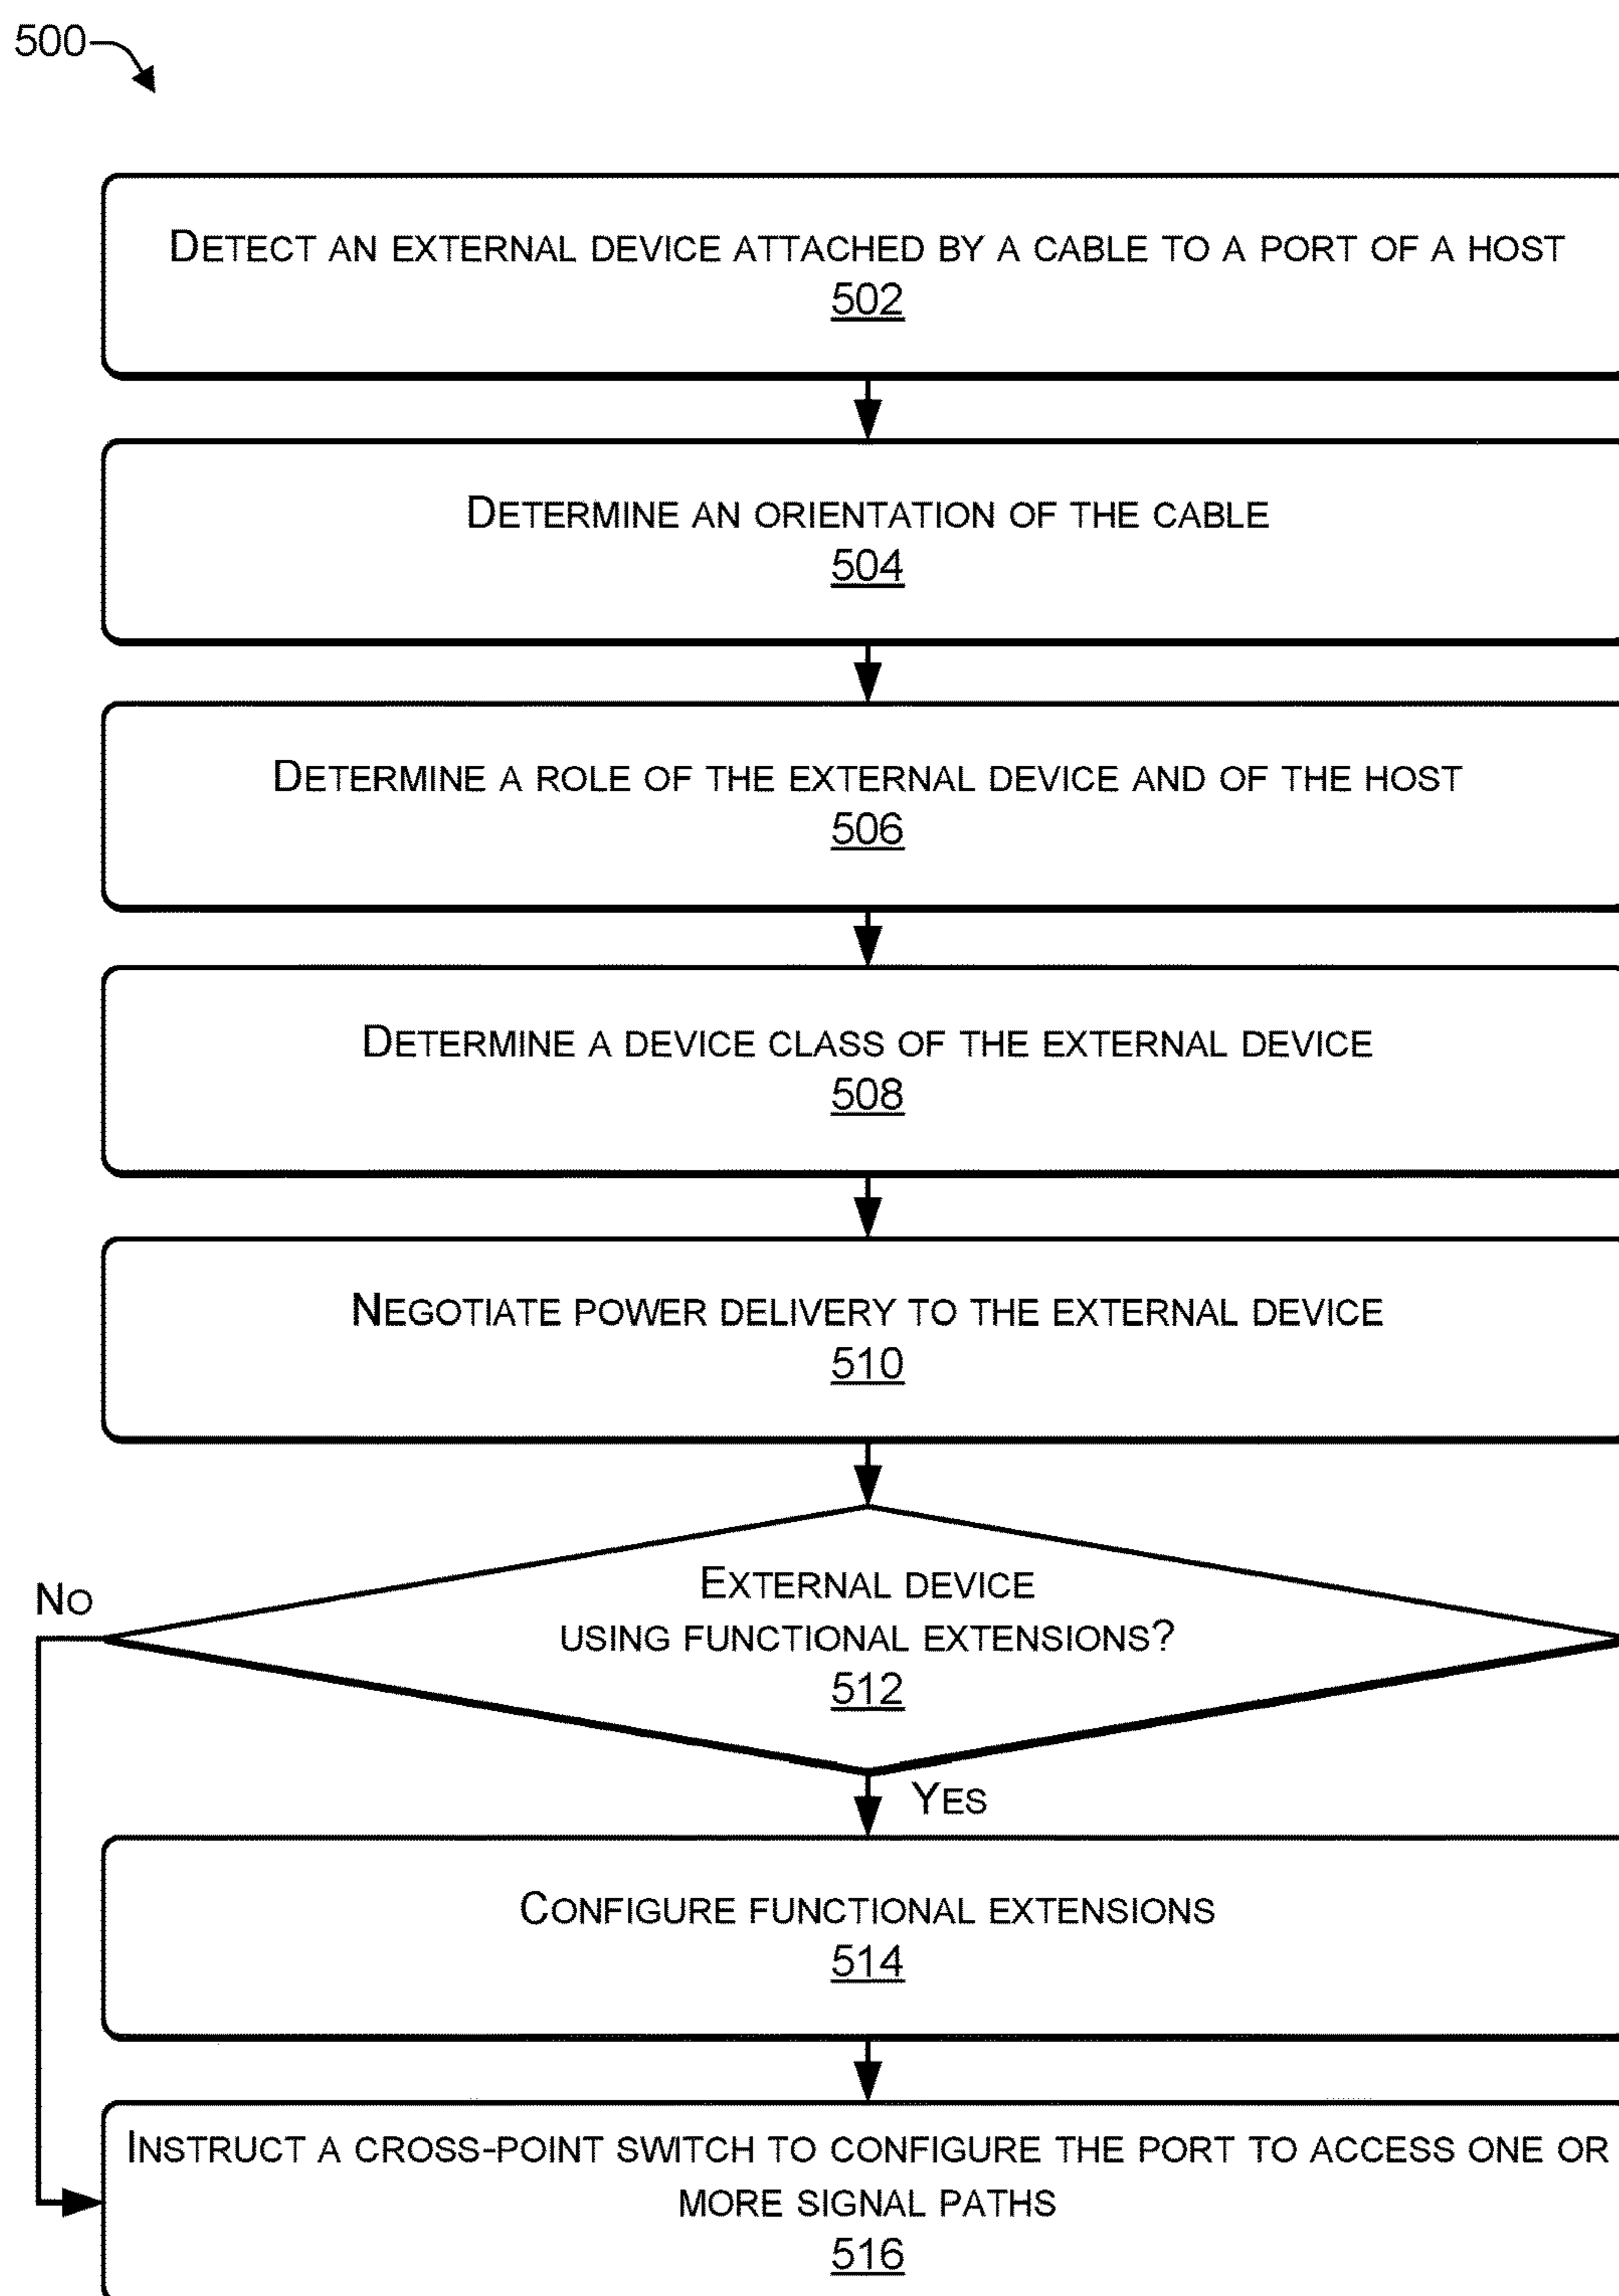 500
DETECT AN EXTERNAL DEVICE ATTACHED BY A CABLE TO A PORT OF A HOST
502
DETERMINE AN ORIENTATION OF THE CABLE
504
DETERMINE A ROLE OF THE EXTERNAL DEVICE AND OF THE HOST
506
DETERMINE A DEVICE CLASS OF THE EXTERNAL DEVICE
508
NEGOTIATE POWER DELIVERY TO THE EXTERNAL DEVICE
510
EXTERNAL DEVICE
USING FUNCTIONAL EXTENSIONS?
512
NO
YES
CONFIGURE FUNCTIONAL EXTENSIONS
514
INSTRUCT A CROSS-POINT SWITCH TO CONFIGURE THE PORT TO ACCESS ONE OR
MORE SIGNAL PATHS
516